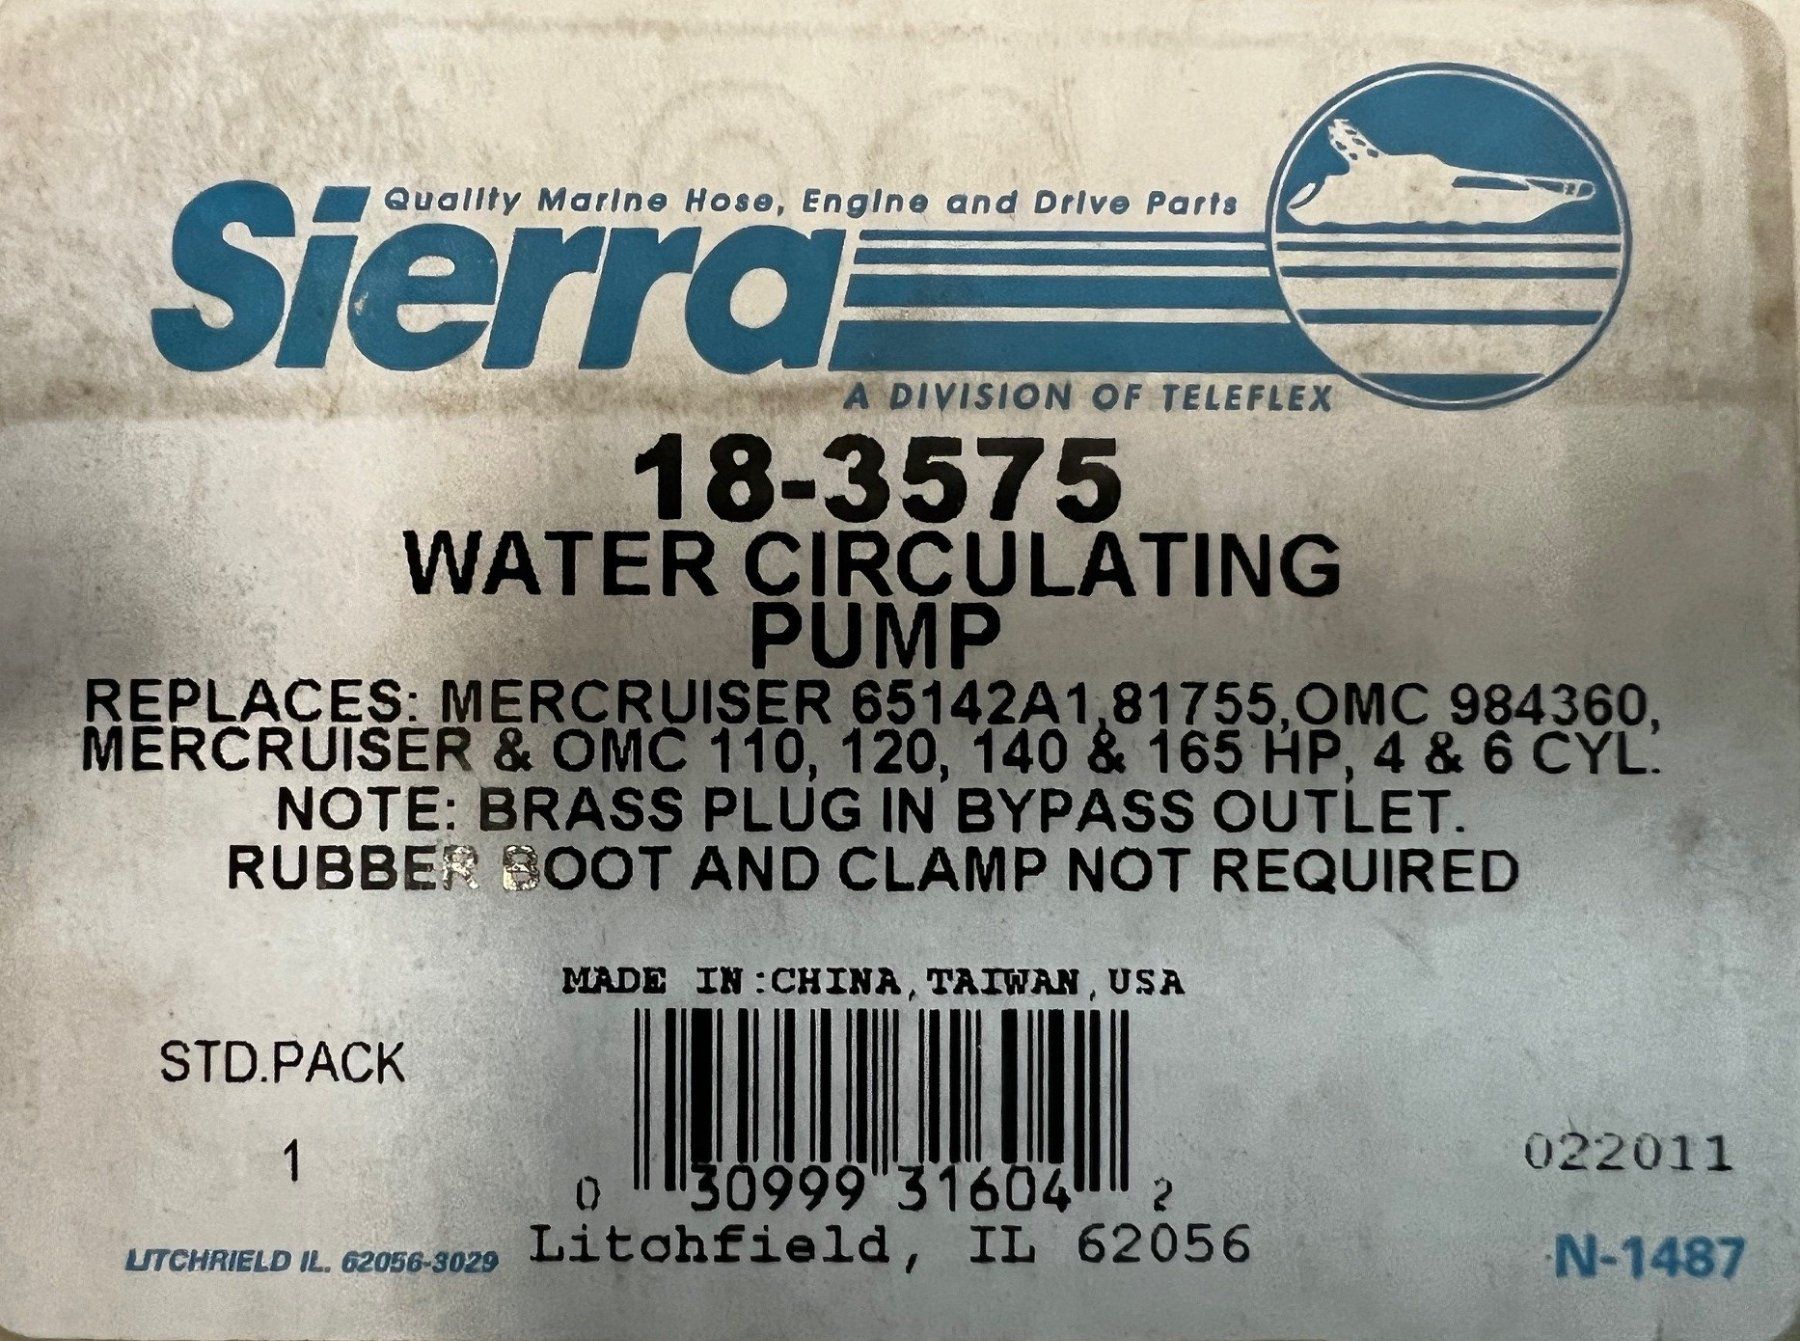 Quality Marine Hose, Engine and Drive Parts
Sierra
A DIVISION OF TELEFLEX
18-3575
WATER CIRCULATING
PUMP
REPLACES: MERCRUISER 65142A1,81755,OMC 984360,
MERCRUISER & OMC 110, 120, 140 & 165 HP, 4 & 6 CYL.
NOTE: BRASS PLUG IN BYPASS OUTLET.
RUBBER BOOT AND CLAMP NOT REQUIRED
MADE IN:CHINA,TAIWAN,USA
STD.PACK
1
022011
0 30999 31604 2
Litchfield, IL 62056
LITCHRIELD IL. 62056-3029
N-1487